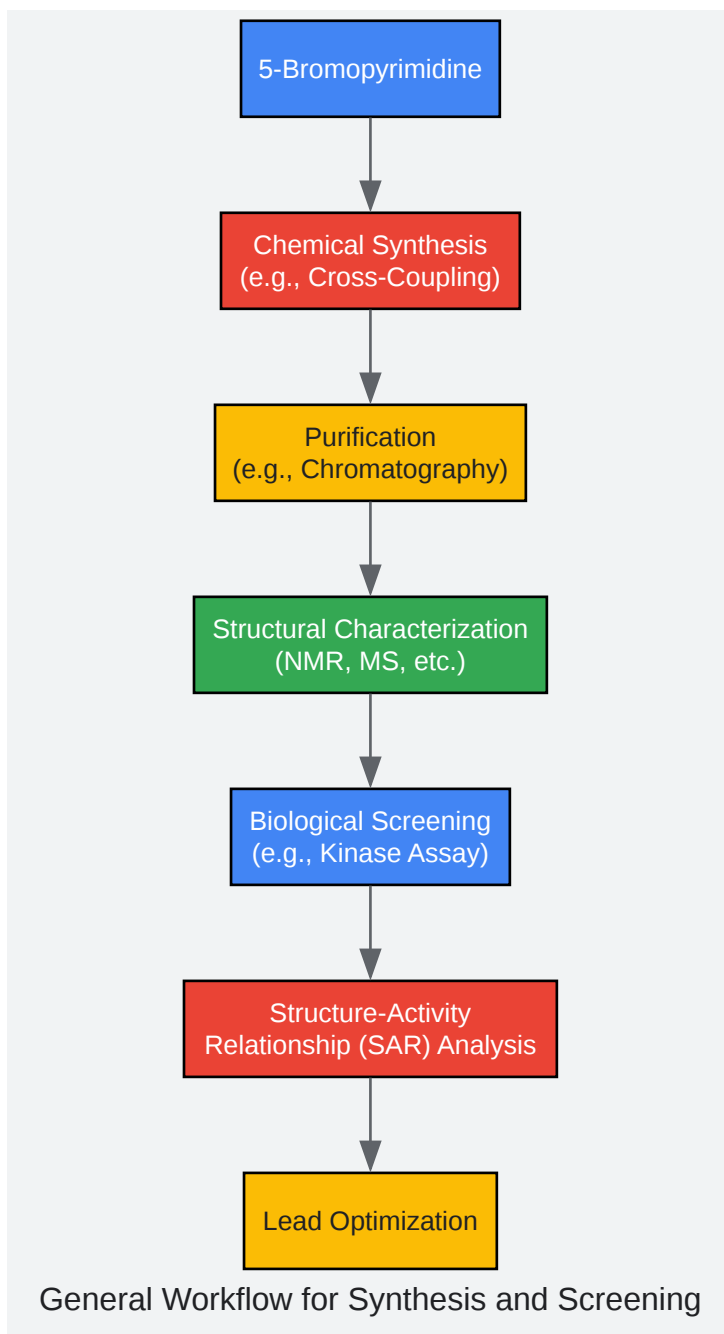 5-Bromopyrimidine
Chemical Synthesis
(e.g., Cross-Coupling)
Purification
(e.g., Chromatography)
Structural Characterization
(NMR, MS, etc.)
Biological Screening
(e.g., Kinase Assay)
Structure-Activity
Relationship (SAR) Analysis
Lead Optimization
General Workflow for Synthesis and Screening